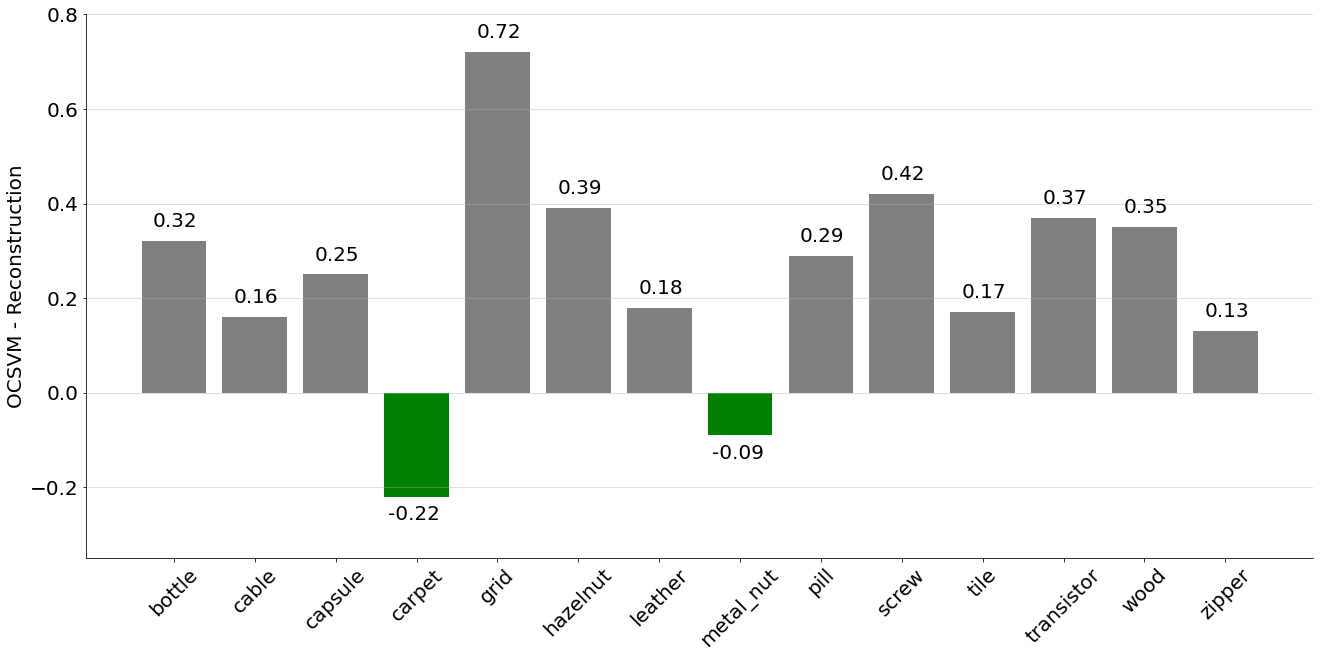 OCSVM - Reconstruction
0.8
0.6
0.4
0.2
0.0
−0.2
0.32
0.16
0.25
-0.22
0.72
0.39
0.18
-0.09
0.29
0.42
0.17
0.37
0.35
0.13
bottle
cable
capsule
carpet
grid
hazelnut
leather
metal_nut
pill
screw
tile
transistor
wood
zipper